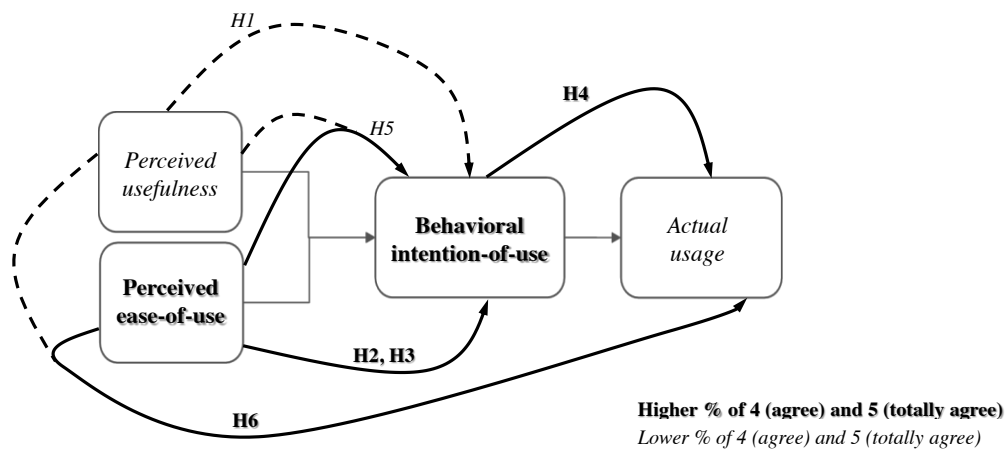 H1
H4
H5
Perceived
usefulness
Behavioral
intention-of-use
Actual
usage
Perceived
ease-of-use
H2, H3
H6
Higher % of 4 (agree) and 5 (totally agree)
Lower % of 4 (agree) and 5 (totally agree)